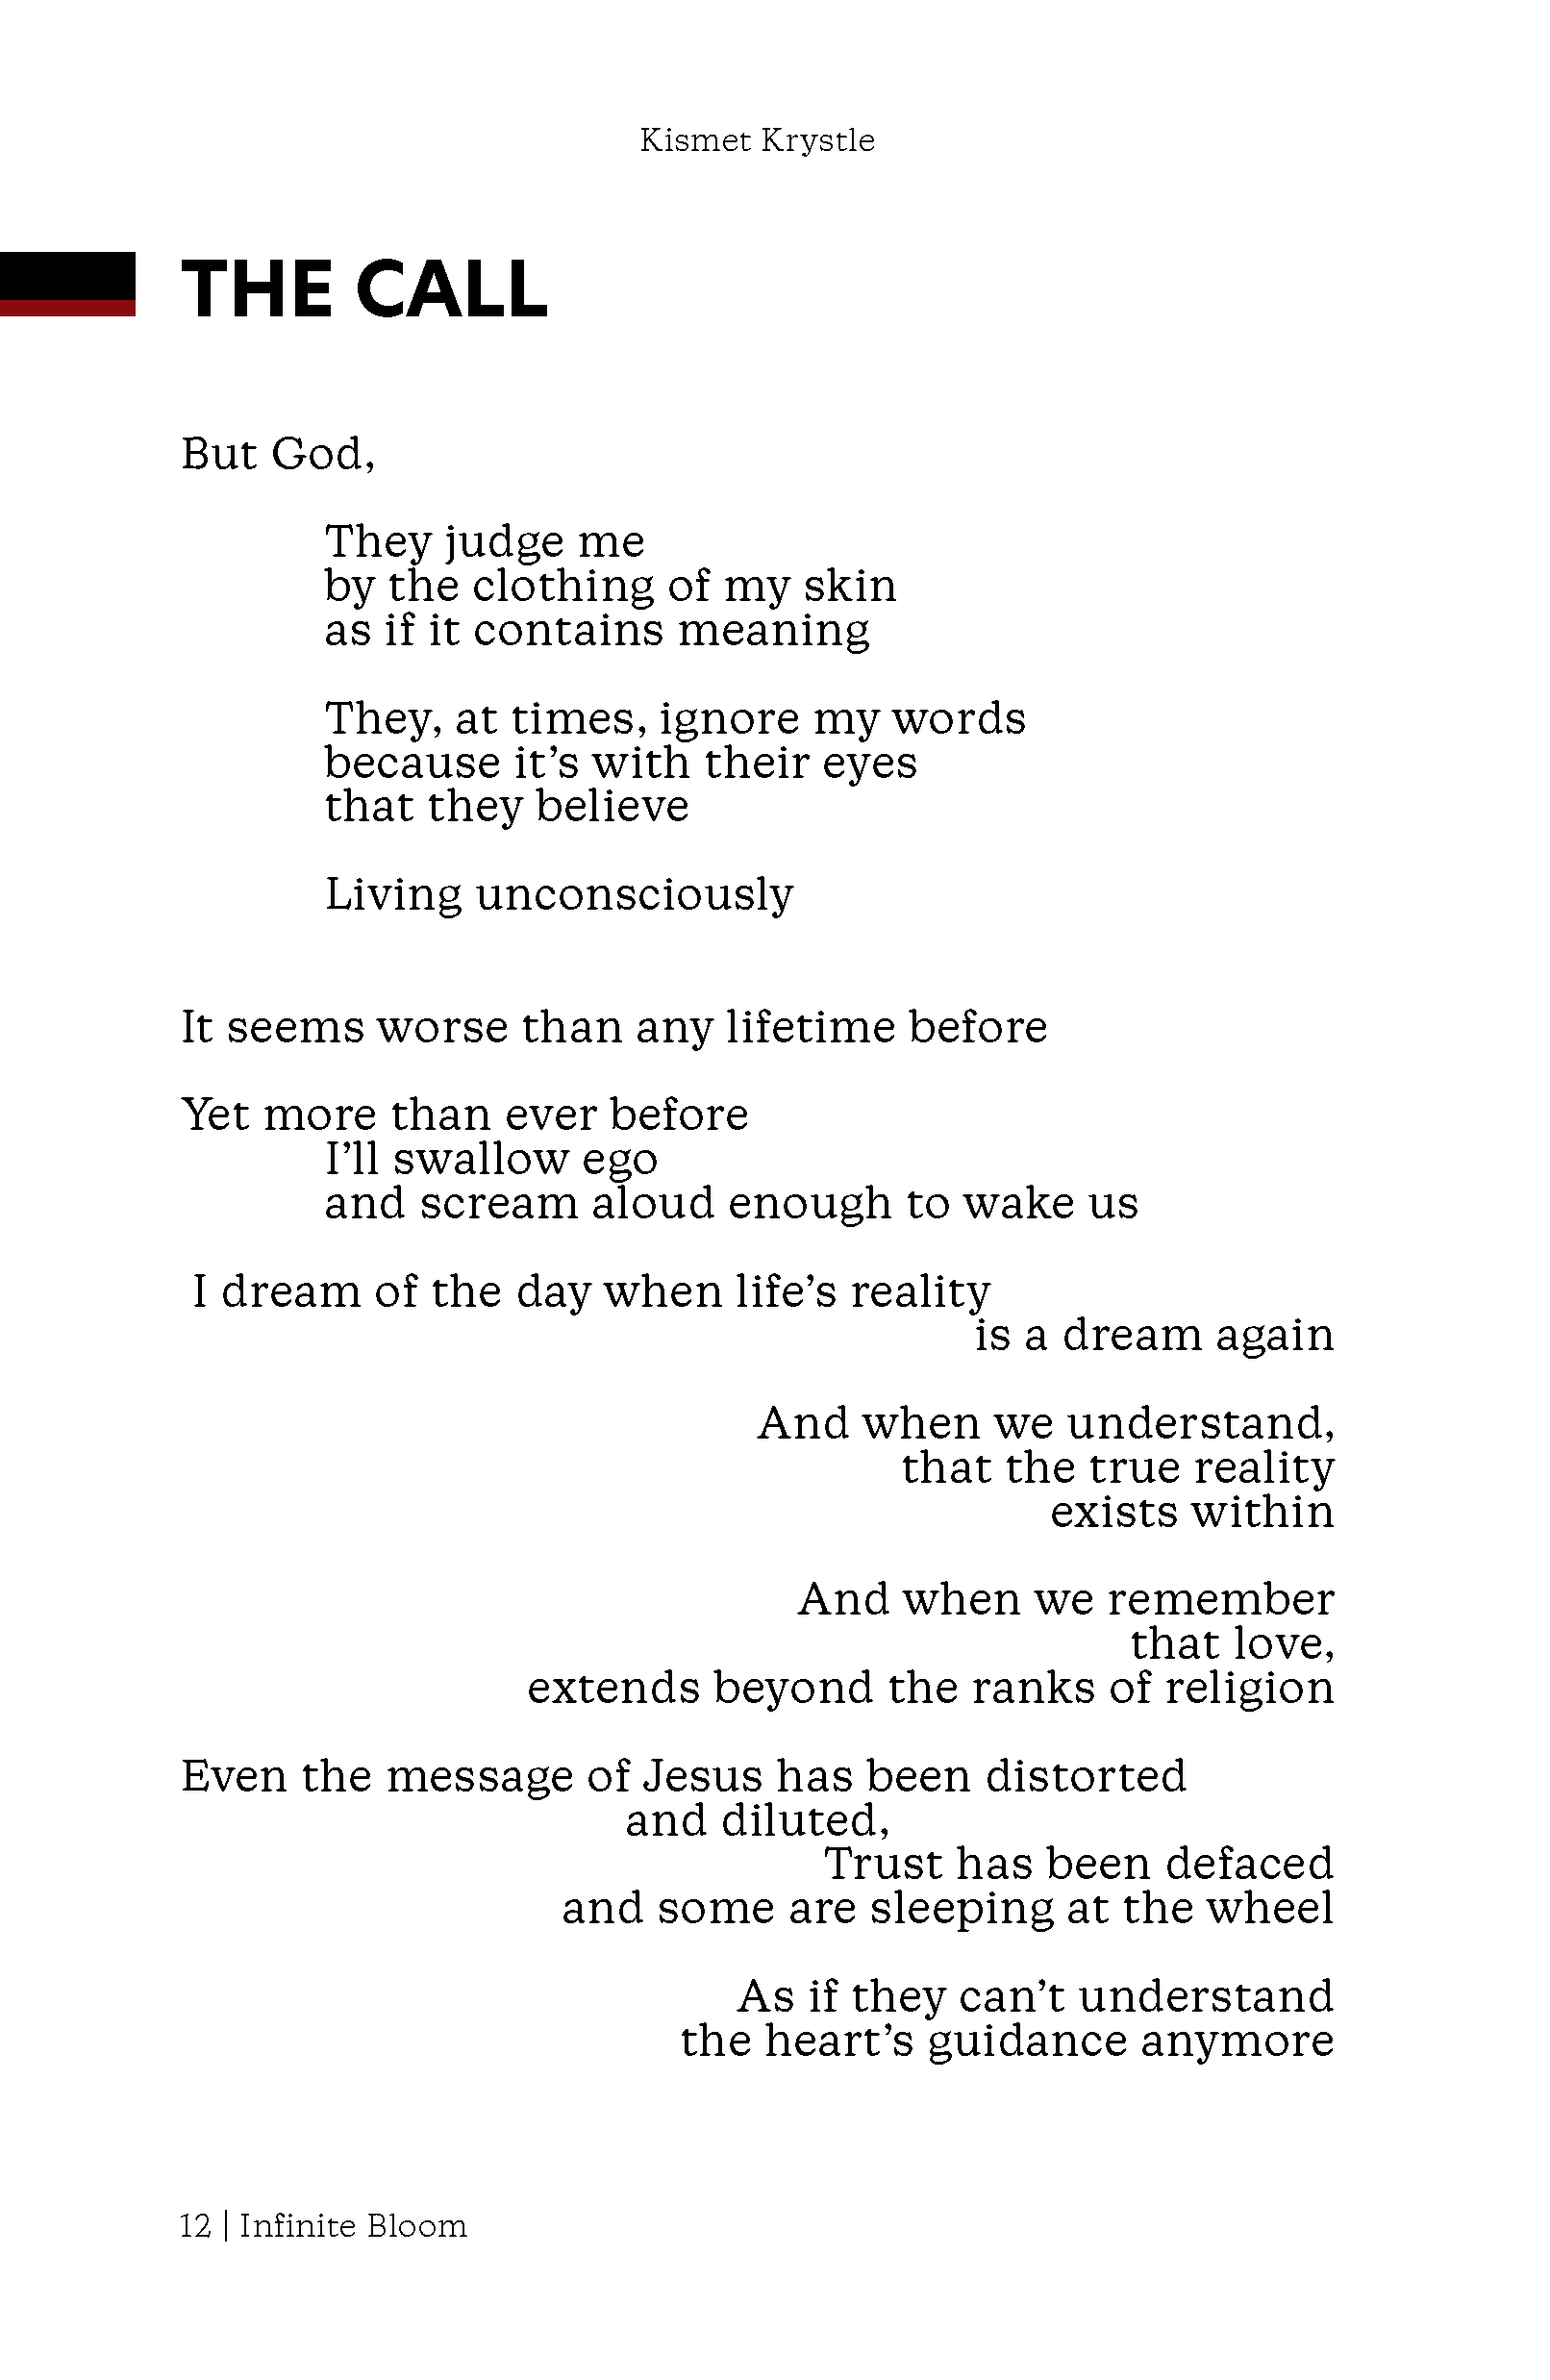 Kismet Krystle
THE CALL
But God,
They judge me
by the clothing of my skin
as if it contains meaning
They, at times, ignore my words
because it’s with their eyes
that they believe
Living unconsciously
It seems worse than any lifetime before
Yet more than ever before
I’ll swallow ego
and scream aloud enough to wake us
I dream of the day when life’s reality
is a dream again
And when we understand,
that the true reality
exists within
And when we remember
that love,
extends beyond the ranks of religion
Even the message of Jesus has been distorted
and diluted,
Trust has been defaced
and some are sleeping at the wheel
As if they can’t understand
the heart’s guidance anymore
12 | Infinite Bloom